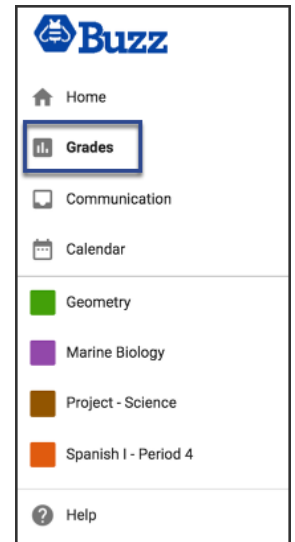 Buzz
Home
Grades
Communication
Calendar
Geometry
Marine Biology
Project - Science
Spanish I - Period 4
Help